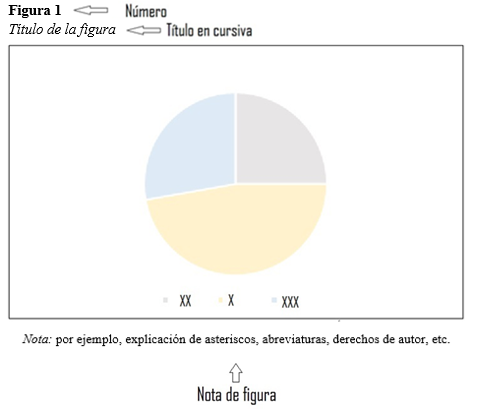 Figura 1 Número
Título de la figura Título en cursiva
XX X XXX
Nota: por ejemplo, explicación de asteriscos, abreviaturas, derechos de autor, etc.
Nota de figura